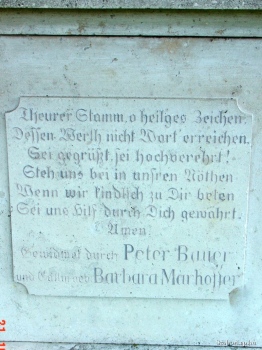 Theurer Stamm, o heilges Zeichen,
Dessen Werth nicht Wort' erreichen,
Sei gegrüßt, sei hochverehrt!
Steh uns bei in unsren Nöthen
Wenn wir kindlich zu Dir beten
Sei uns Hilf durch Dich gewährt.
Amen.
Gewidmet durch Peter Bauer
und Barbara